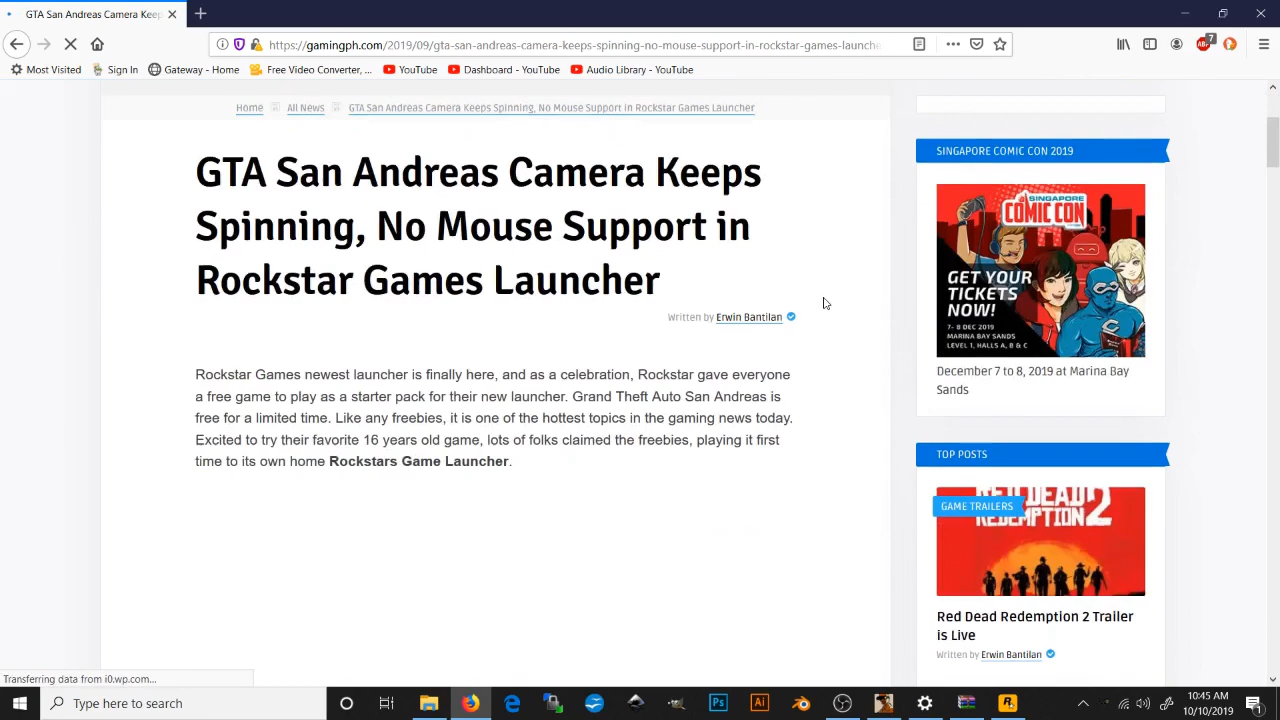 GTA San Andreas Camera Keep
https://gamingph.com/2019/09/gta-san-andreas-camera-keeps-spinning-no-mouse-support-in-rockstar-games-launche
7
Most Visited
Sign In
Gateway - Home
Free Video Converter, ...
YouTube
Dashboard - YouTube
Audio Library - YouTube
Home
All News
GTA San Andreas Camera Keeps Spinning, No Mouse Support in Rockstar Games Launcher
GTA San Andreas Camera Keeps
Spinning, No Mouse Support in
Rockstar Games Launcher
Written by Erwin Bantilan
Rockstar Games newest launcher is finally here, and as a celebration, Rockstar gave everyone
a free game to play as a starter pack for their new launcher. Grand Theft Auto San Andreas is
free for a limited time. Like any freebies, it is one of the hottest topics in the gaming news today.
Excited to try their favorite 16 years old game, lots of folks claimed the freebies, playing it first
time to its own home Rockstars Game Launcher.
SINGAPORE COMIC CON 2019
SINGAPORE
COMIC CON
GET YOUR
TICKETS
NOW!
7- 8 DEC 2019
MARINA BAY SANDS
LEVEL 1, HALLS A, B & C
December 7 to 8, 2019 at Marina Bay
Sands
TOP POSTS
RED DEAD
REDEMPTION 2
GAME TRAILERS
Red Dead Redemption 2 Trailer
is Live
Written by Erwin Bantilan
Transferring data from i0.wp.com...
Type here to search
Ps
Ai
R
10:45 AM
10/10/2019
1